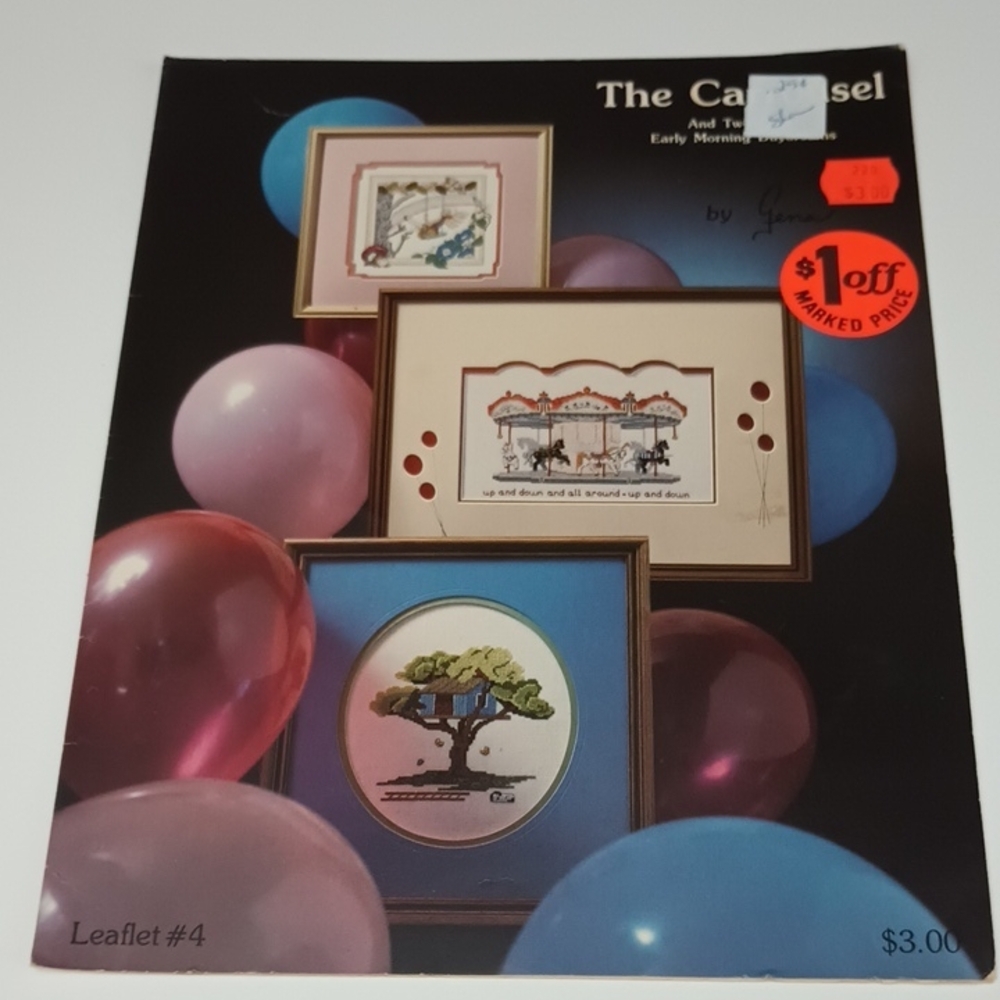 The Ca sel
And Tw
Early Morning
by Gena
$3.00
$1 off
MARKED PRICE
up and down and all around - up and down
Leaflet #4
$3.00